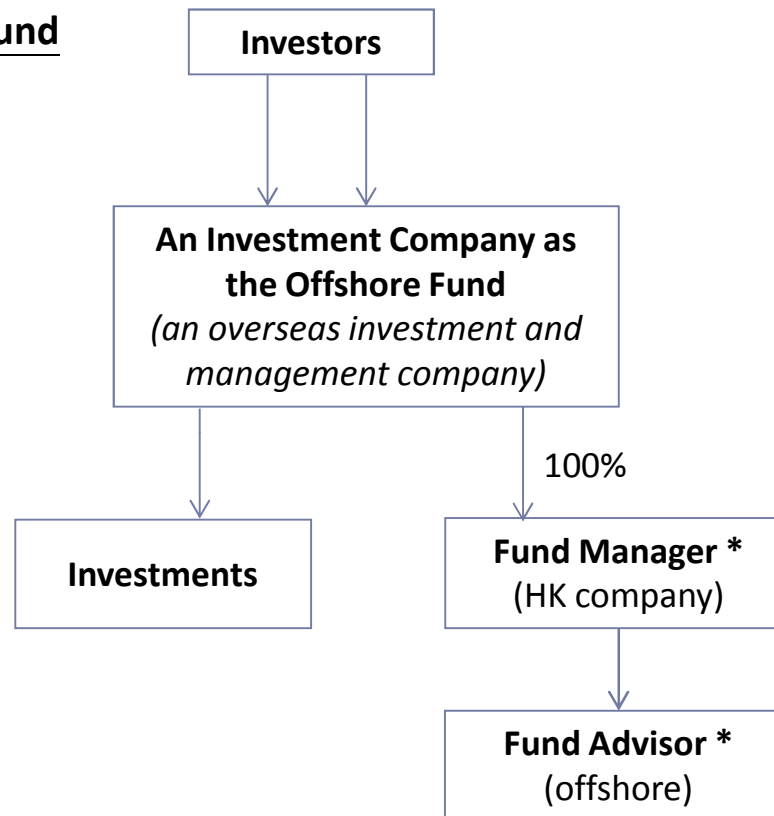 und
Investors
An Investment Company as
the Offshore Fund
(an overseas investment and
management company)
100%
Investments
Fund Manager *
(HK company)
Fund Advisor *
(offshore)